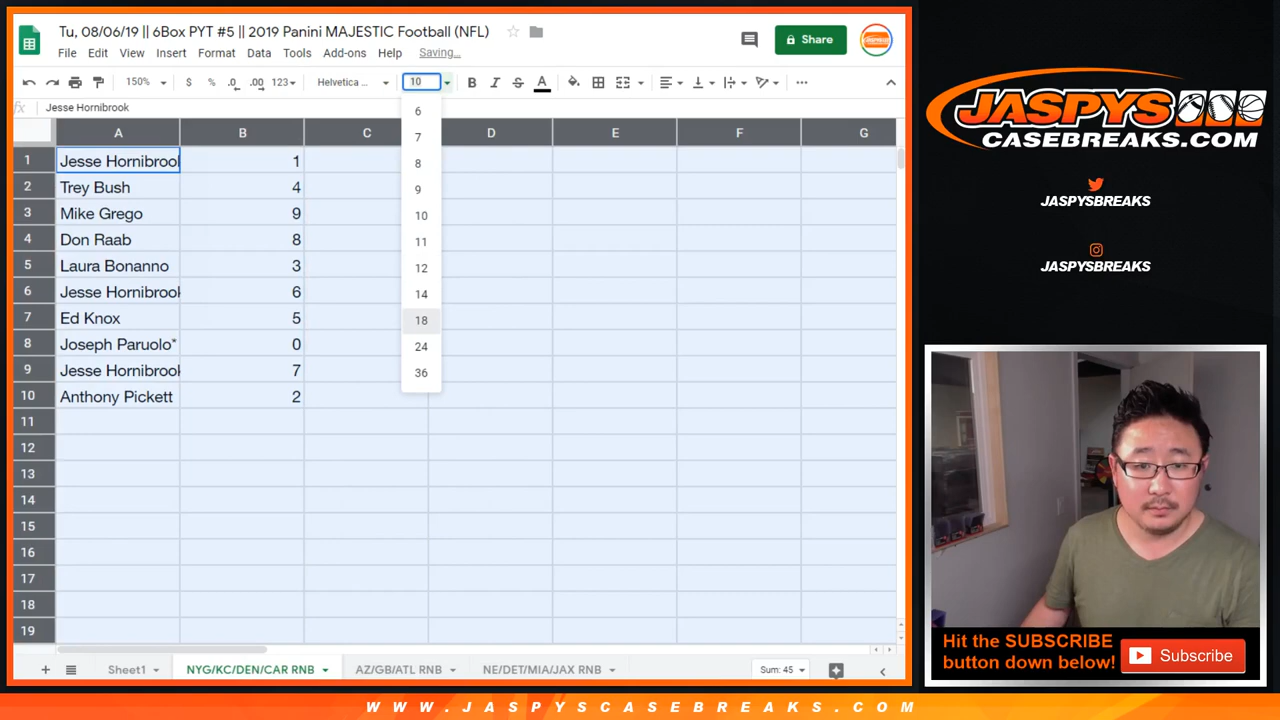 Tu, 08/06/19 || 6Box PYT #5 || 2019 Panini MAJESTIC Football (NFL)
File Edit View Insert Format Data Tools Add-ons Help Saving…
Share
150% $ % .0 .00 123 Helvetica … 10 B I S A
fx Jesse Hornibrook
A B C D E F G
1 Jesse Hornibrook 1
2 Trey Bush 4
3 Mike Grego 9
4 Don Raab 8
5 Laura Bonanno 3
6 Jesse Hornibrook 6
7 Ed Knox 5
8 Joseph Paruolo* 0
9 Jesse Hornibrook 7
10 Anthony Pickett 2
11
12
13
14
15
16
17
18
19
6
7
8
9
10
11
12
14
18
24
36
+ Sheet1 NYG/KC/DEN/CAR RNB AZ/GB/ATL RNB NE/DET/MIA/JAX RNB Sum: 45
JASPYS
CASEBREAKS.COM
JASPYSBREAKS
JASPYSBREAKS
Hit the SUBSCRIBE
button down below!
Subscribe
WWW.JASPYSCASEBREAKS.COM